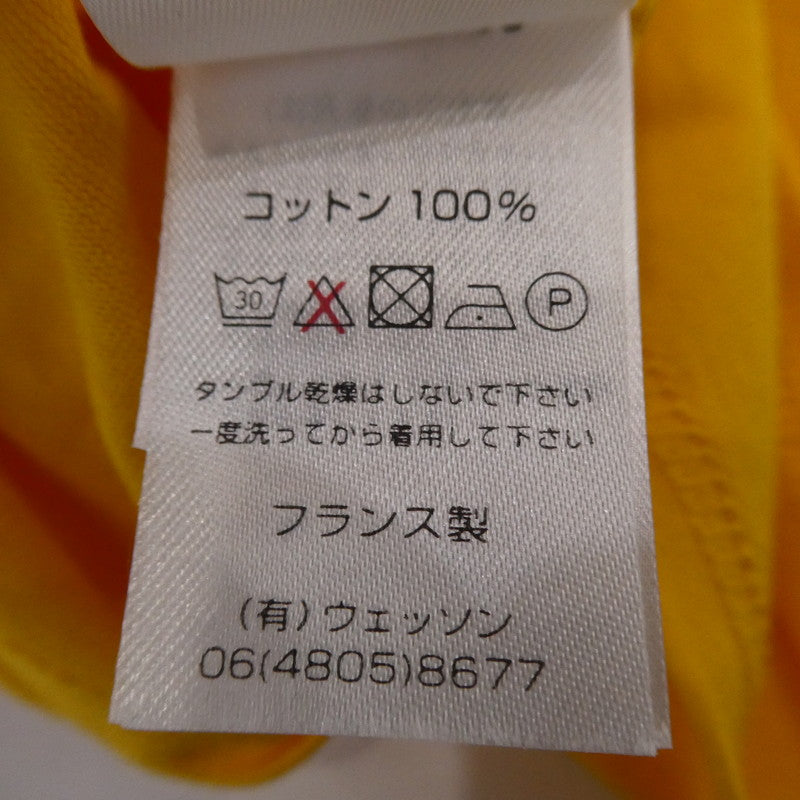 コットン 100%
30 P
タンブル乾燥はしないで下さい
一度洗ってから着用して下さい
フランス製
(有) ウェッソン
06(4805)8677